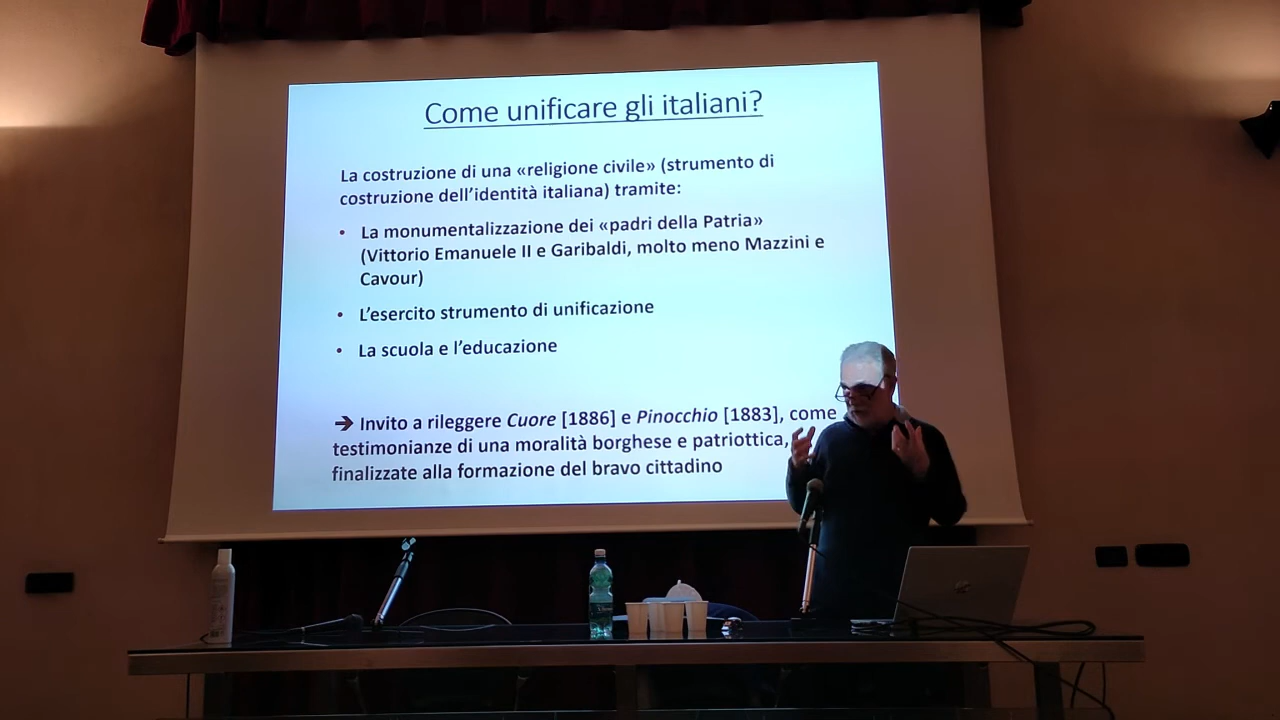 Come unificare gli italiani?
La costruzione di una «religione civile» (strumento di
costruzione dell'identità italiana) tramite:
• La monumentalizzazione dei «padri della Patria»
(Vittorio Emanuele II e Garibaldi, molto meno Mazzini e
Cavour)
• L'esercito strumento di unificazione
• La scuola e l'educazione
➔ Invito a rileggere Cuore [1886] e Pinocchio [1883], come
testimonianze di una moralità borghese e patriottica,
finalizzate alla formazione del bravo cittadino